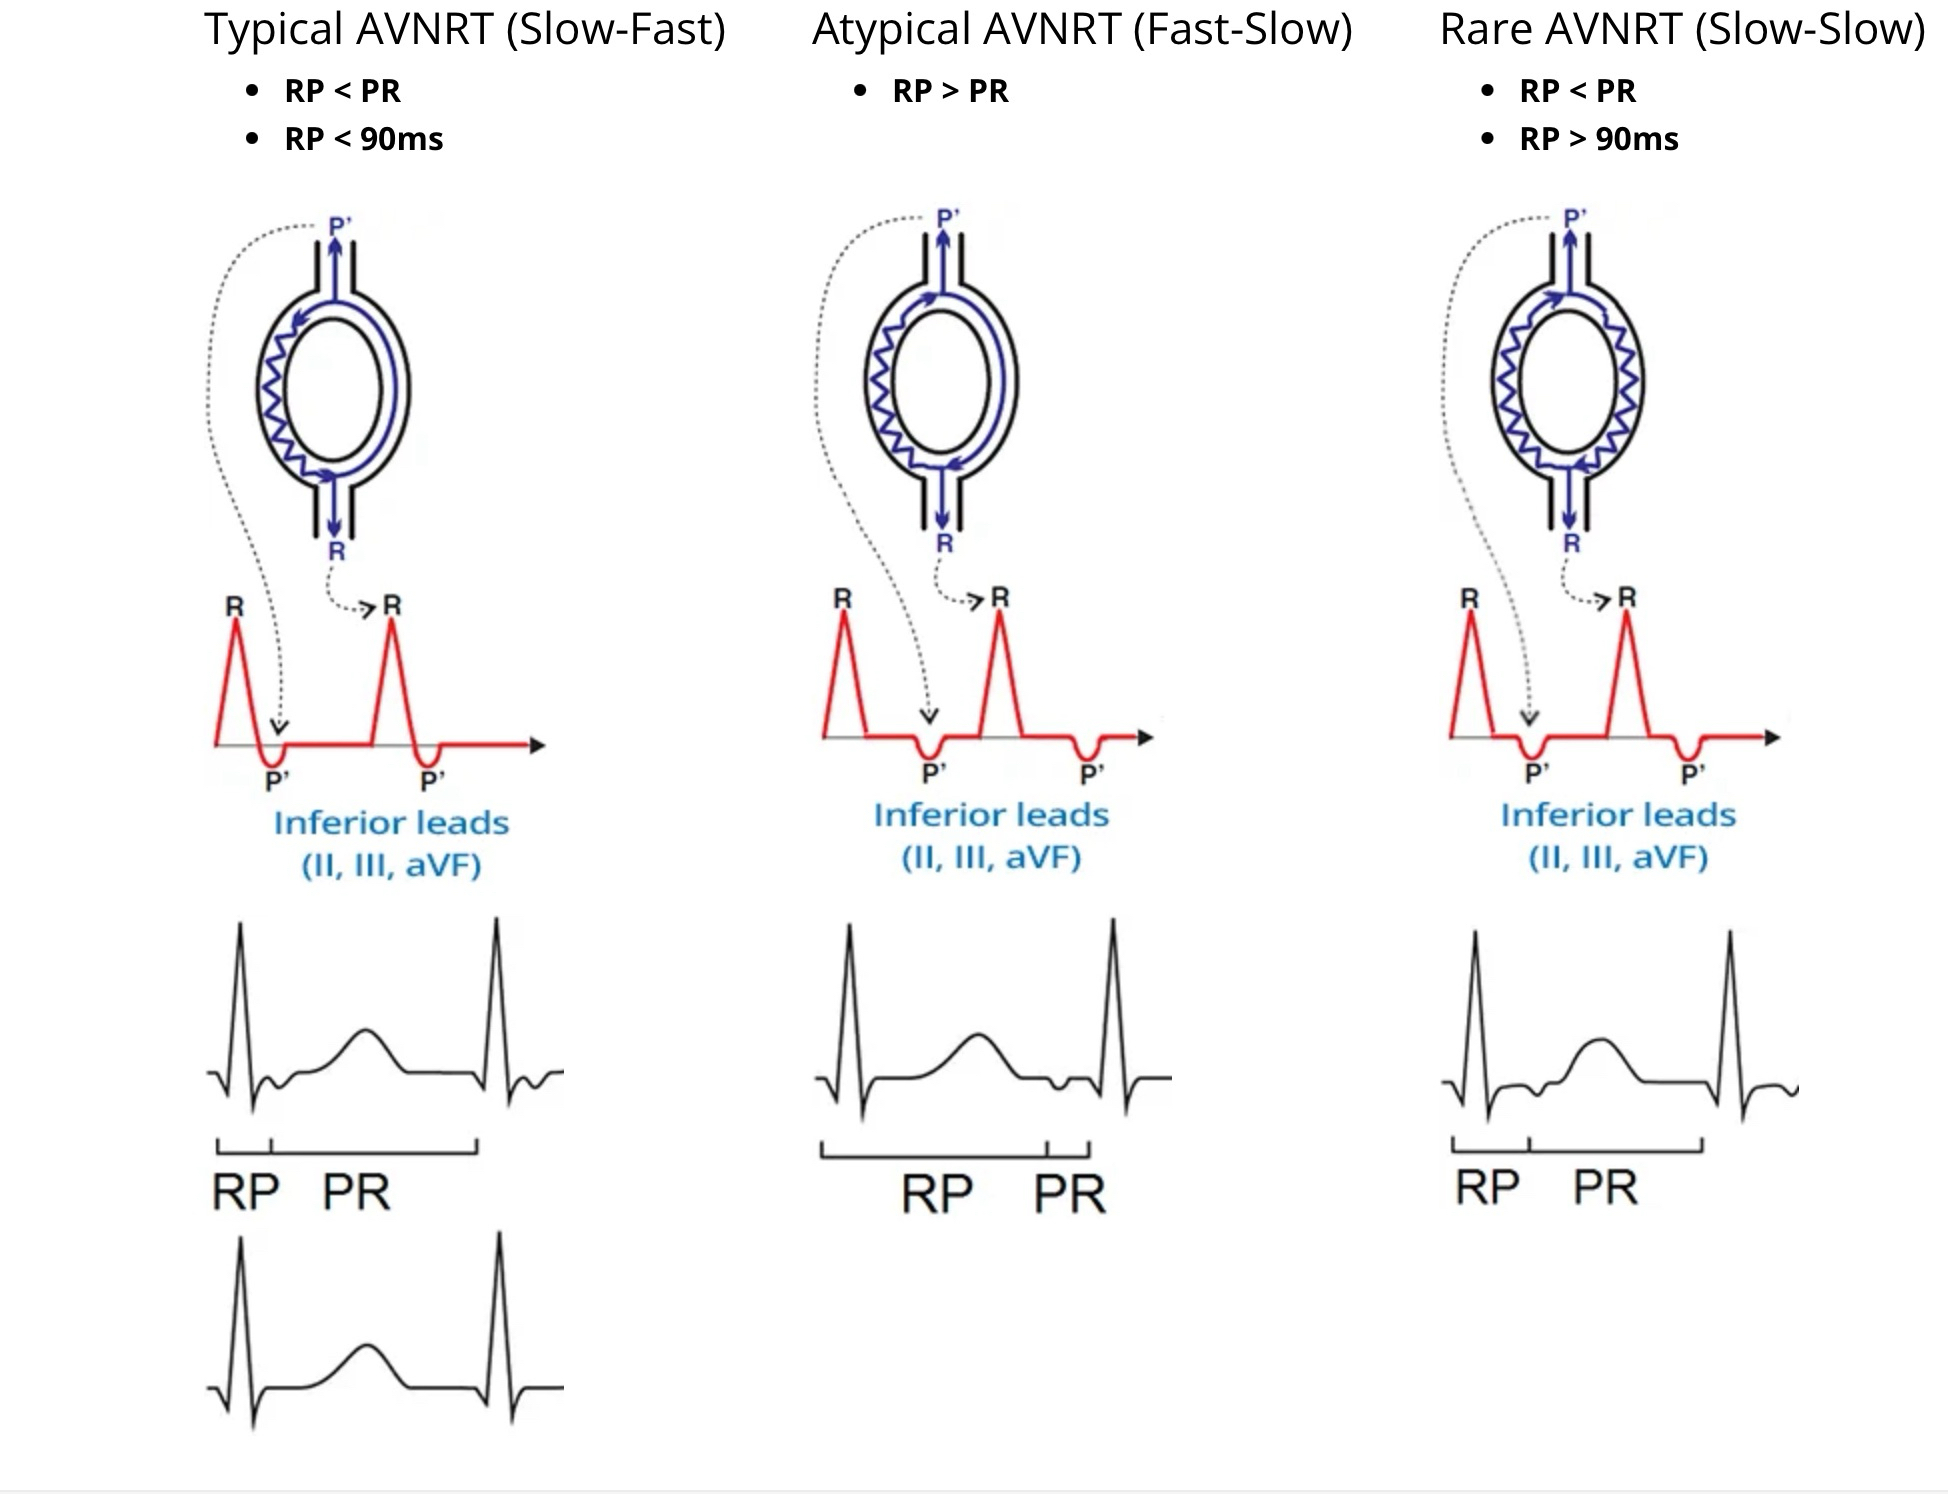 Typical AVNRT (Slow-Fast)
• RP < PR
• RP < 90ms
P'
R
R
R
P'
P'
Inferior leads
(II, III, aVF)
RP
PR
Atypical AVNRT (Fast-Slow)
• RP > PR
P'
R
R
R
P'
P'
Inferior leads
(II, III, aVF)
RP
PR
Rare AVNRT (Slow-Slow)
• RP < PR
• RP > 90ms
P'
R
R
R
P'
P'
Inferior leads
(II, III, aVF)
RP
PR